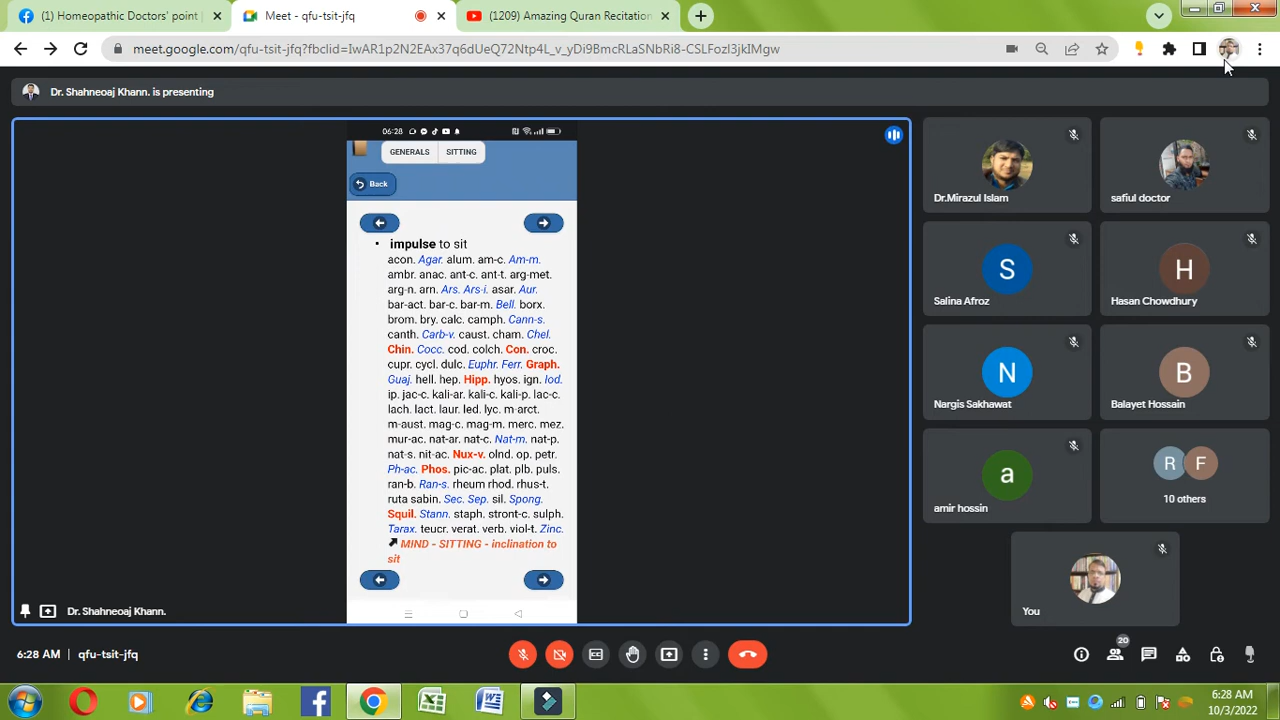 (1) Homeopathic Doctors' point |
Meet - qfu-tsit-jfq
(1209) Amazing Quran Recitation
meet.google.com/qfu-tsit-jfq?fbclid=IwAR1p2N2EAx37q6dUeQ72Nfp4L_v_yDi9BmcRLaSNbRi8-CSLFozI3jkIMgw
Dr. Shahneoaj Khann. is presenting
06:28
GENERALS SITTING
Back
• impulse to sit
acon. Agar. alum. am-c. Am-m.
ambr. anac. ant-c. ant-t. arg-met.
arg-n. arn. Ars. Ars-i. asar. Aur.
bar-act. bar-c. bar-m. Bell. borx.
brom. bry. calc. camph. Cann-s.
canth. Carb-v. caust. cham. Chel.
Chin. Cocc. cod. colch. Con. croc.
cupr. cycl. dulc. Euphr. Ferr. Graph.
Guaj. hell. hep. Hipp. hyos. ign. Iod.
ip. jac-c. kali-ar. kali-c. kali-p. lac-c.
lach. lact. laur. led. lyc. m-arct.
m-aust. mag-c. mag-m. merc. mez.
mur-ac. nat-ar. nat-c. Nat-m. nat-p.
nat-s. nit-ac. Nux-v. olnd. op. petr.
Ph-ac. Phos. pic-ac. plat. plb. puls.
ran-b. Ran-s. rheum rhod. rhus-t.
ruta sabin. Sec. Sep. sil. Spong.
Squil. Stann. staph. stront-c. sulph.
Tarax. teucr. verat. verb. viol-t. Zinc.
MIND - SITTING - inclination to
sit
Dr. Shahneoaj Khann.
Dr.Mirazul Islam
safiul doctor
S
Salina Afroz
H
Hasan Chowdhury
N
Nargis Sakhawat
B
Balayet Hossain
a
amir hossin
R F
10 others
You
6:28 AM | qfu-tsit-jfq
20
6:28 AM
10/3/2022